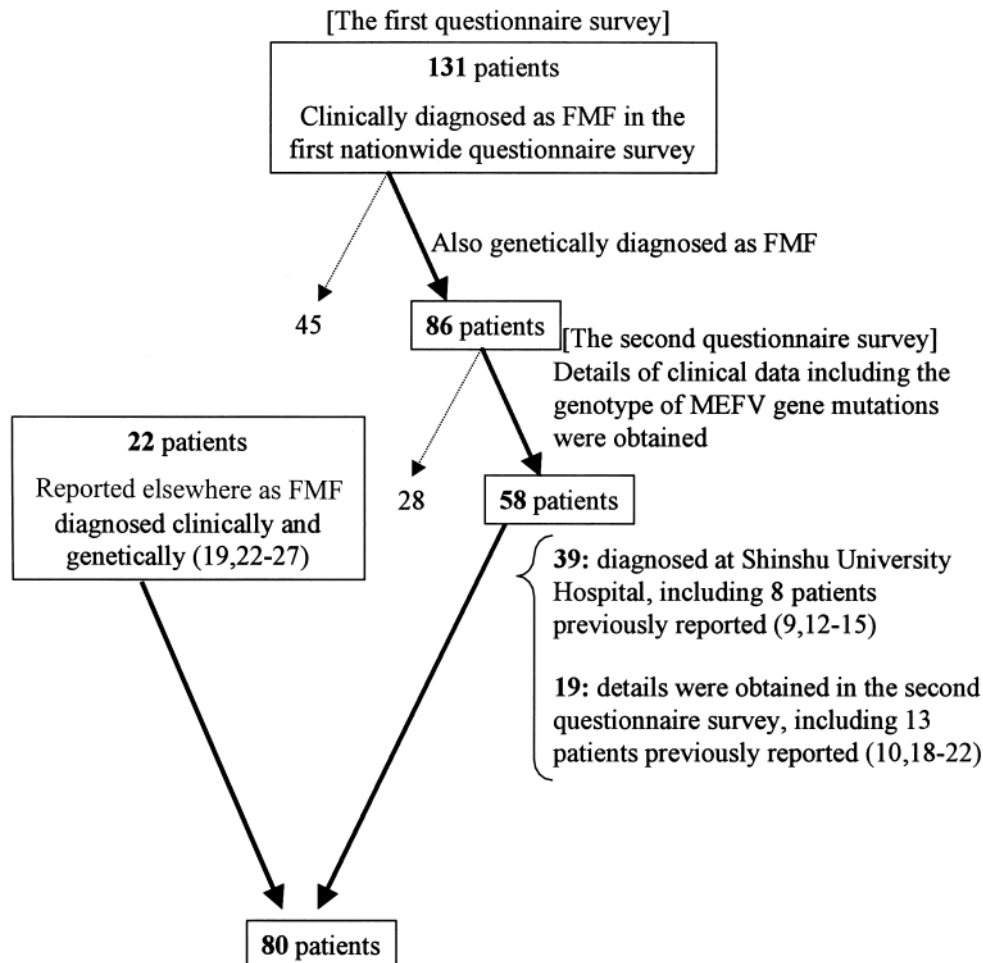 [The first questionnaire survey]
131 patients
Clinically diagnosed as FMF in the
first nationwide questionnaire survey
Also genetically diagnosed as FMF
45
86 patients
[The second questionnaire survey]
Details of clinical data including the
genotype of MEFV gene mutations
were obtained
22 patients
Reported elsewhere as FMF
diagnosed clinically and
genetically (19,22-27)
28
58 patients
39: diagnosed at Shinshu University
Hospital, including 8 patients
previously reported (9,12-15)
19: details were obtained in the second
questionnaire survey, including 13
patients previously reported (10,18-22)
80 patients